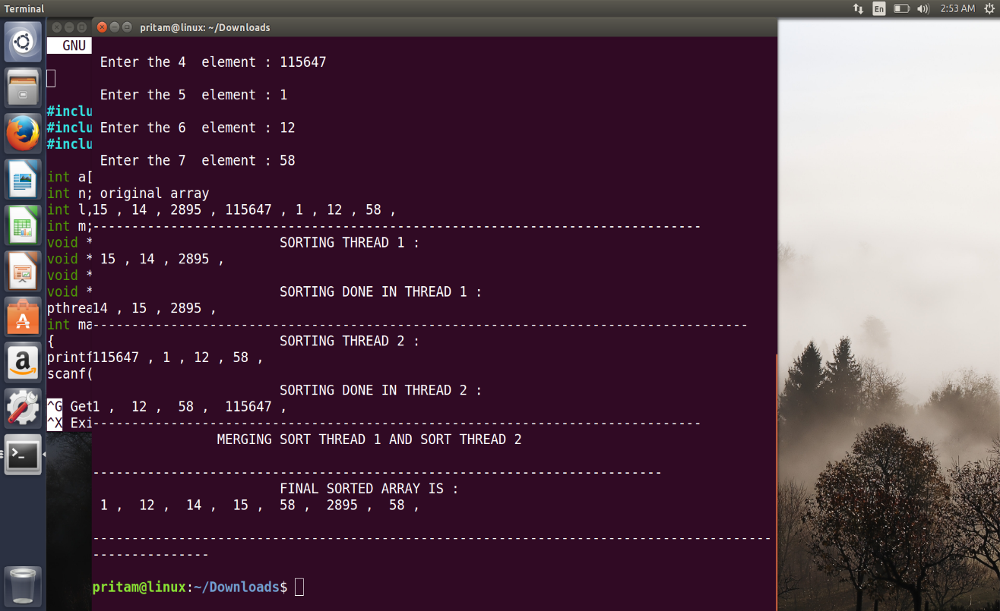 Terminal
En
2:53 AM
pritam@linux: ~/Downloads
GNU
Enter the 4 element : 115647
#inclu
Enter the 5 element : 1
#inclu
Enter the 6 element : 12
#inclu
Enter the 7 element : 58
int a[
int n; original array
int l,15 , 14 , 2895 , 115647 , 1 , 12 , 58 ,
int m;------------------------------------------------------------------------------
void * SORTING THREAD 1 :
void * 15 , 14 , 2895 ,
void *
void * SORTING DONE IN THREAD 1 :
pthrea14 , 15 , 2895 ,
int ma------------------------------------------------------------------------------------
{ SORTING THREAD 2 :
printf115647 , 1 , 12 , 58 ,
scanf(
SORTING DONE IN THREAD 2 :
^G Get1 , 12 , 58 , 115647 ,
^X Exi------------------------------------------------------------------------------
MERGING SORT THREAD 1 AND SORT THREAD 2
-------------------------------------------------------------------------
FINAL SORTED ARRAY IS :
1 , 12 , 14 , 15 , 58 , 2895 , 58 ,
---------------------------------------------------------------------------------------
---------------
pritam@linux:~/Downloads$